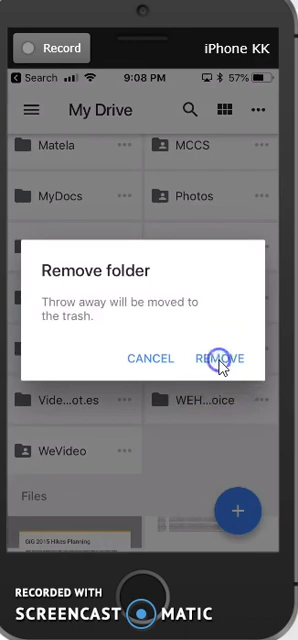 Record
iPhone KK
Search
9:08 PM
57%
My Drive
Matela
MCCS
MyDocs
Photos
Remove folder
Throw away will be moved to
the trash.
CANCEL
REMOVE
Vide...ot.es
WEH...oice
WeVideo
Files
GIG 2015 Hikes Planning
RECORDED WITH
SCREENCAST MATIC